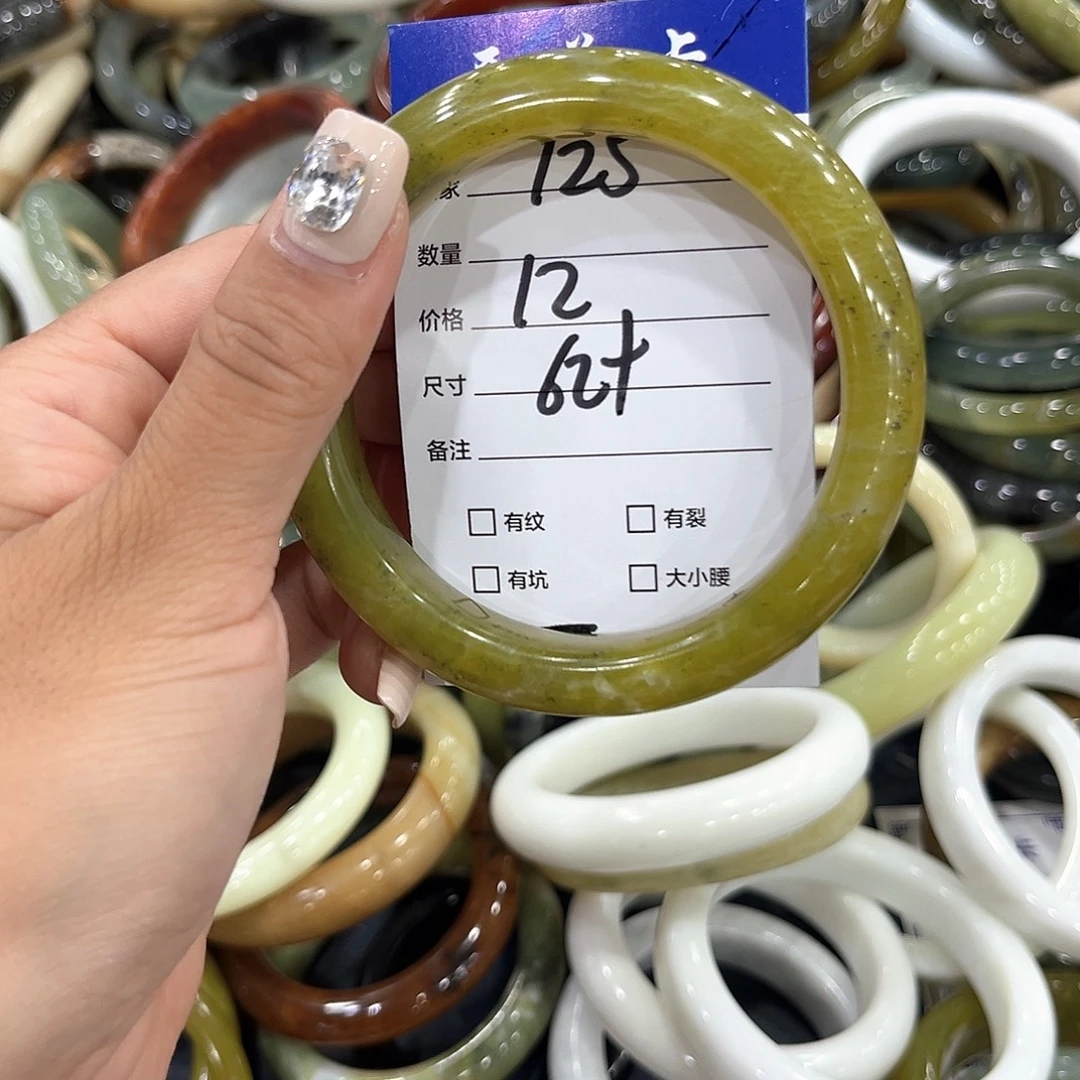 家 125
数量
价格 12
尺寸 62+
备注
有纹 有裂
有坑 大小腰